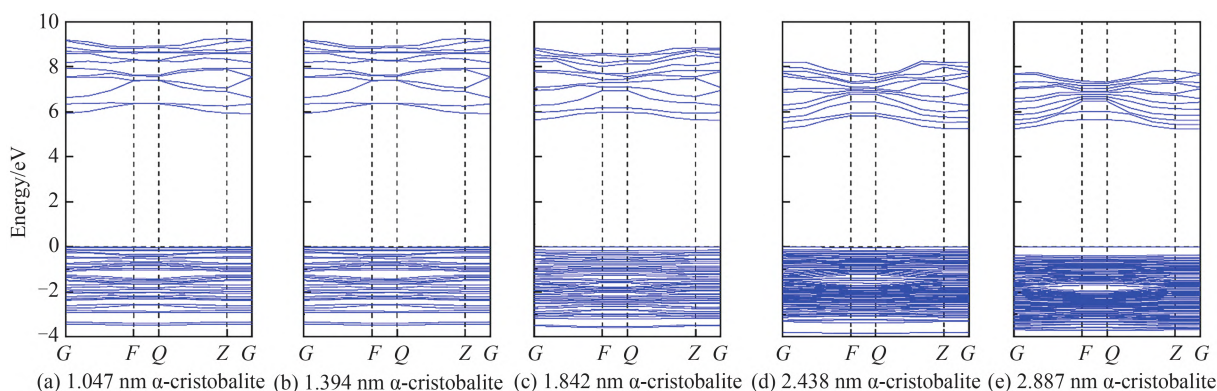 10
8
6
4
2
0
−2
−4
Energy/eV
G F Q Z G G F Q Z G G F Q Z G G F Q Z G G F Q Z G
(a) 1.047 nm α-cristobalite (b) 1.394 nm α-cristobalite (c) 1.842 nm α-cristobalite (d) 2.438 nm α-cristobalite (e) 2.887 nm α-cristobalite